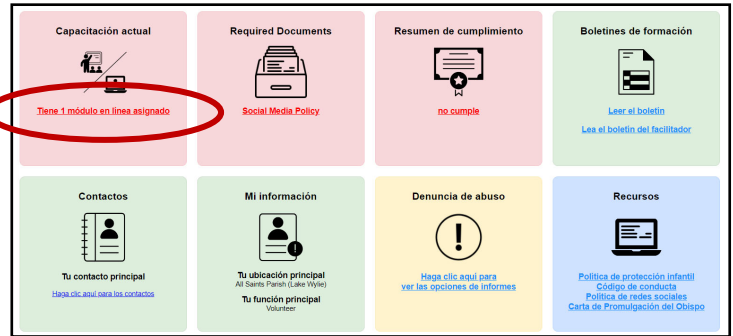 Capacitación actual
Tiene 1 módulo en línea asignado
Required Documents
Social Media Policy
Resumen de cumplimiento
no cumple
Boletines de formación
Leer el boletín
Lea el boletín del facilitador
Contactos
Tu contacto principal
Haga clic aquí para los contactos
Mi información
Tu ubicación principal
All Saints Parish (Lake Wylie)
Tu función principal
Volunteer
Denuncia de abuso
Haga clic aquí para
ver las opciones de informes
Recursos
Política de protección infantil
Código de conducta
Política de redes sociales
Carta de Promulgación del Obispo